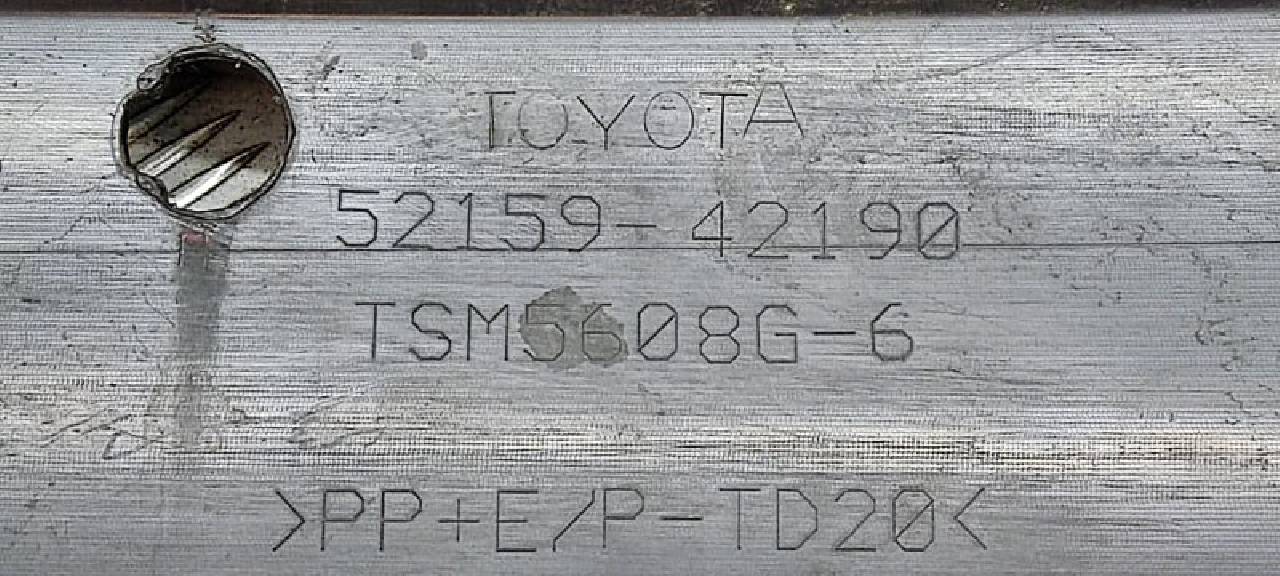 TOYOTA
52159-42190
TSM5608G-6
>PP+E/P-TD20<